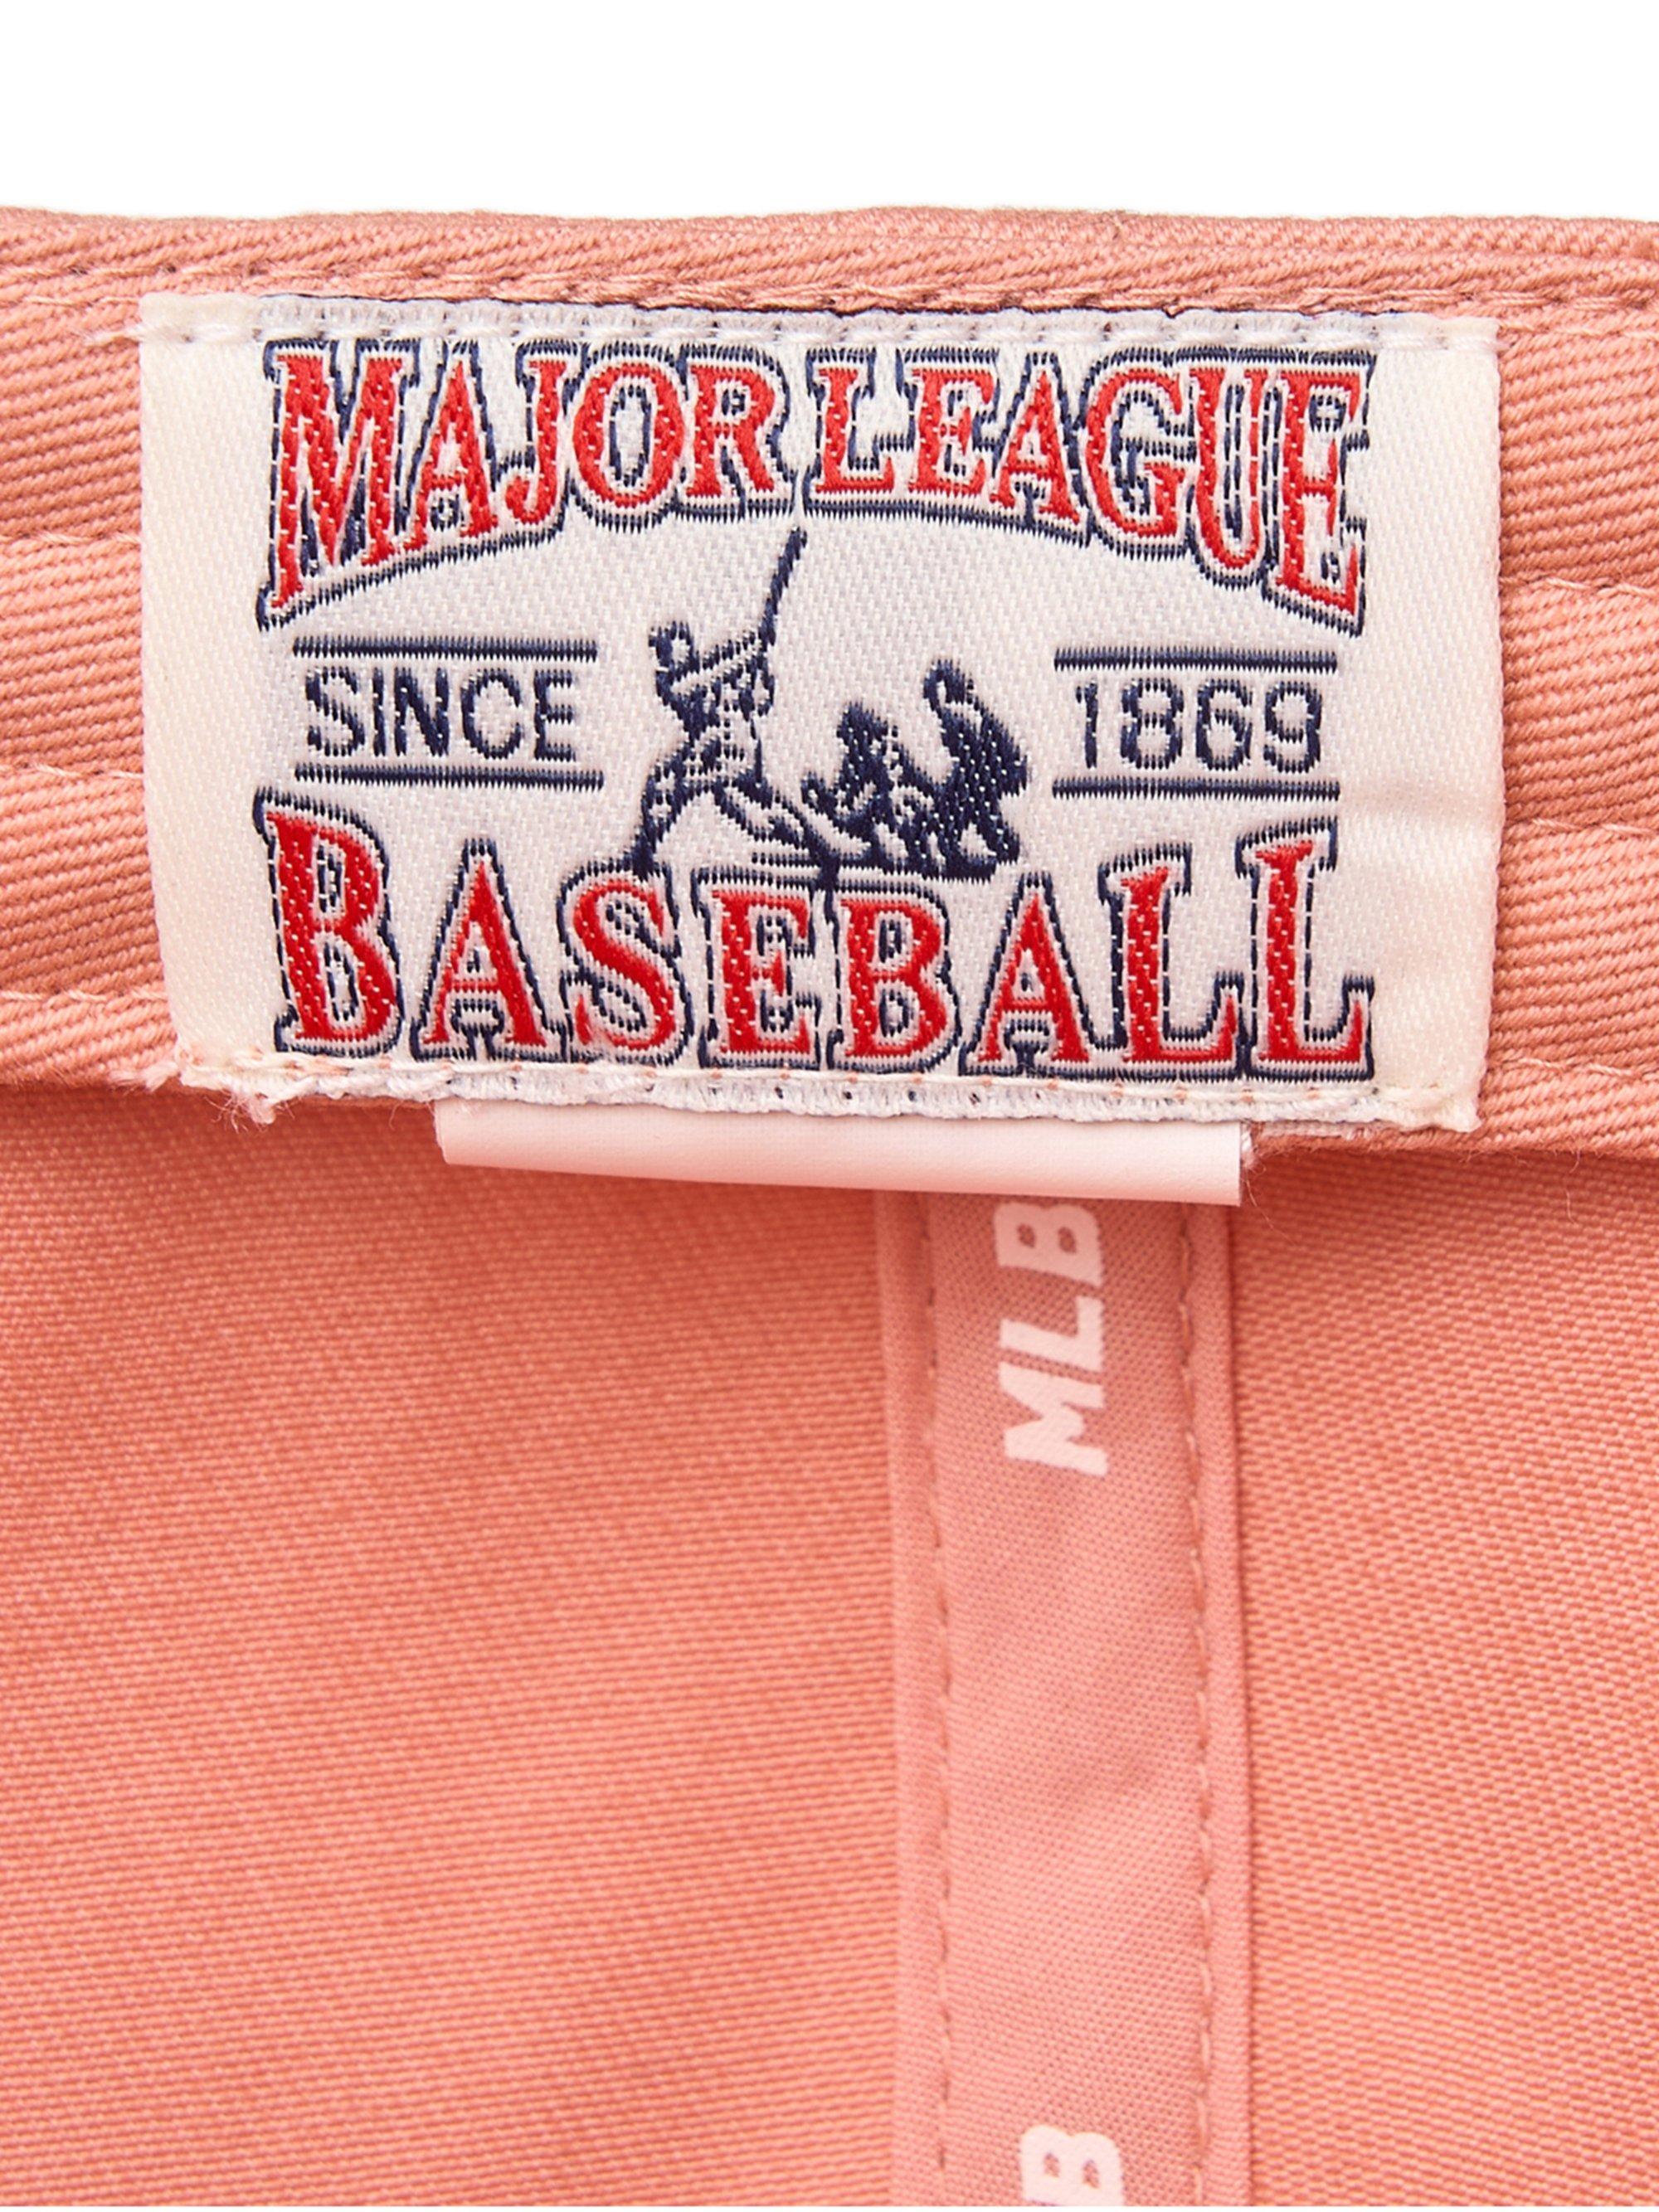 MAJOR LEAGUE
SINCE 1869
BASEBALL
MLB